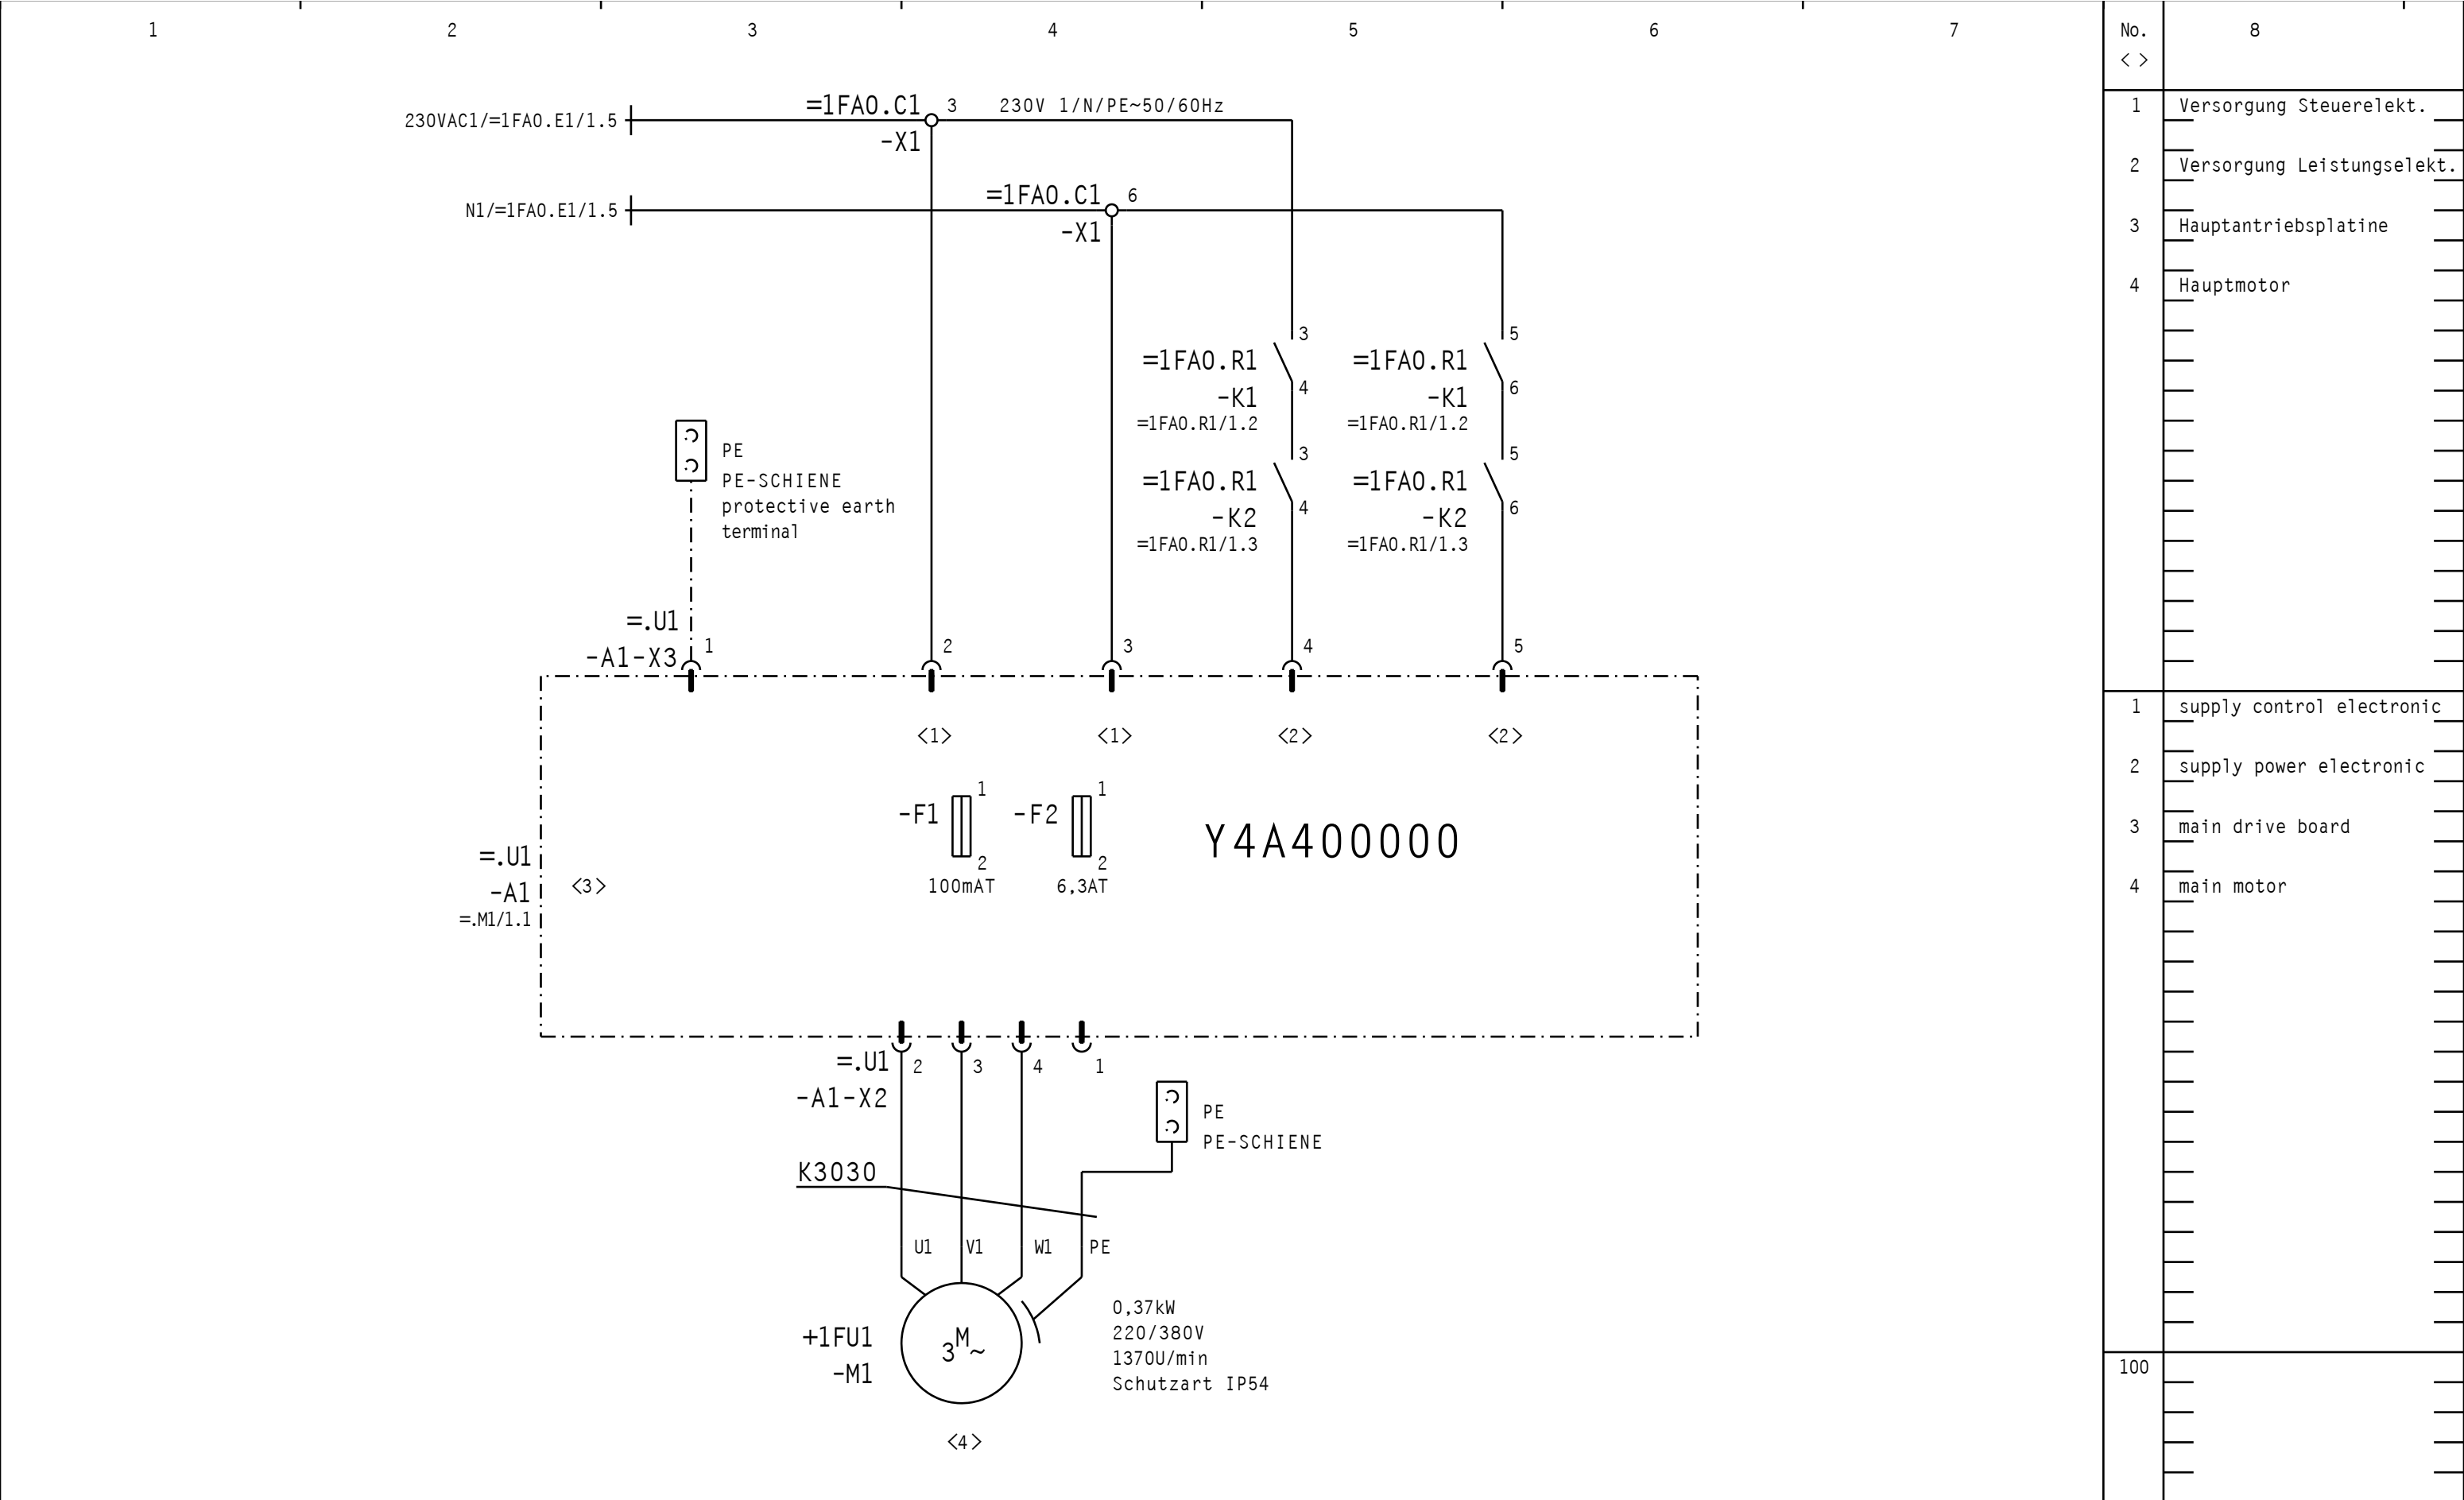 1 2 3 4 5 6 7 No. 8
< >
=1FA0.C1 3 230V 1/N/PE~50/60Hz
230VAC1/=1FA0.E1/1.5
-X1
=1FA0.C1 6
N1/=1FA0.E1/1.5
-X1
3 5
=1FA0.R1 =1FA0.R1
-K1 4 -K1 6
=1FA0.R1/1.2 =1FA0.R1/1.2
3 5
=1FA0.R1 =1FA0.R1
-K2 4 -K2 6
=1FA0.R1/1.3 =1FA0.R1/1.3
PE
PE-SCHIENE
protective earth
terminal
=.U1
-A1-X3 1 2 3 4 5
<1> <1> <2> <2>
-F1 1 2
100mAT
-F2 1 2
6,3AT
Y4A400000
=.U1
-A1
=.M1/1.1
<3>
=.U1 2 3 4 1
-A1-X2
PE
PE-SCHIENE
K3030
U1 V1 W1 PE
+1FU1
-M1
M
3 ~
0,37kW
220/380V
1370U/min
Schutzart IP54
<4>
1 Versorgung Steuerelekt.
2 Versorgung Leistungselekt.
3 Hauptantriebsplatine
4 Hauptmotor
1 supply control electronic
2 supply power electronic
3 main drive board
4 main motor
100